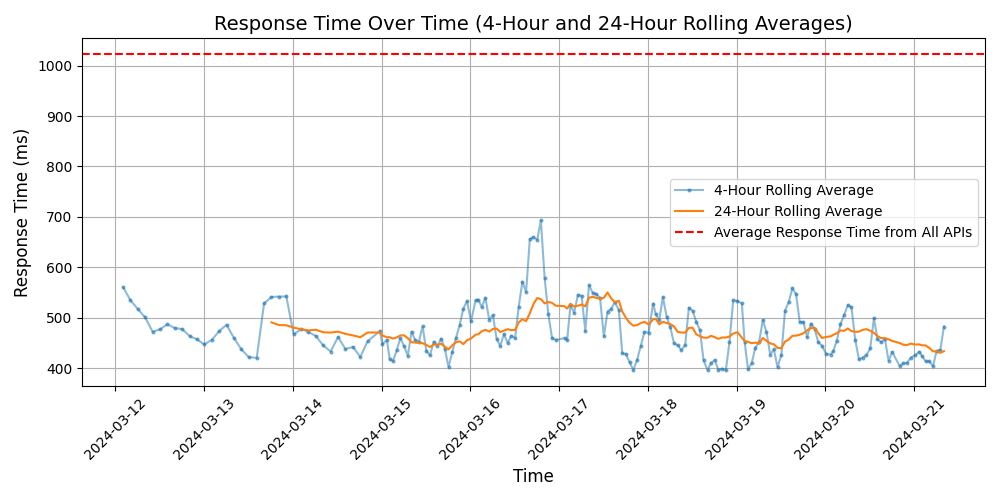 Response Time Over Time (4-Hour and 24-Hour Rolling Averages)
Response Time (ms)
1000
900
800
700
600
500
400
4-Hour Rolling Average
24-Hour Rolling Average
Average Response Time from All APIs
2024-03-12
2024-03-13
2024-03-14
2024-03-15
2024-03-16
2024-03-17
2024-03-18
2024-03-19
2024-03-20
2024-03-21
Time